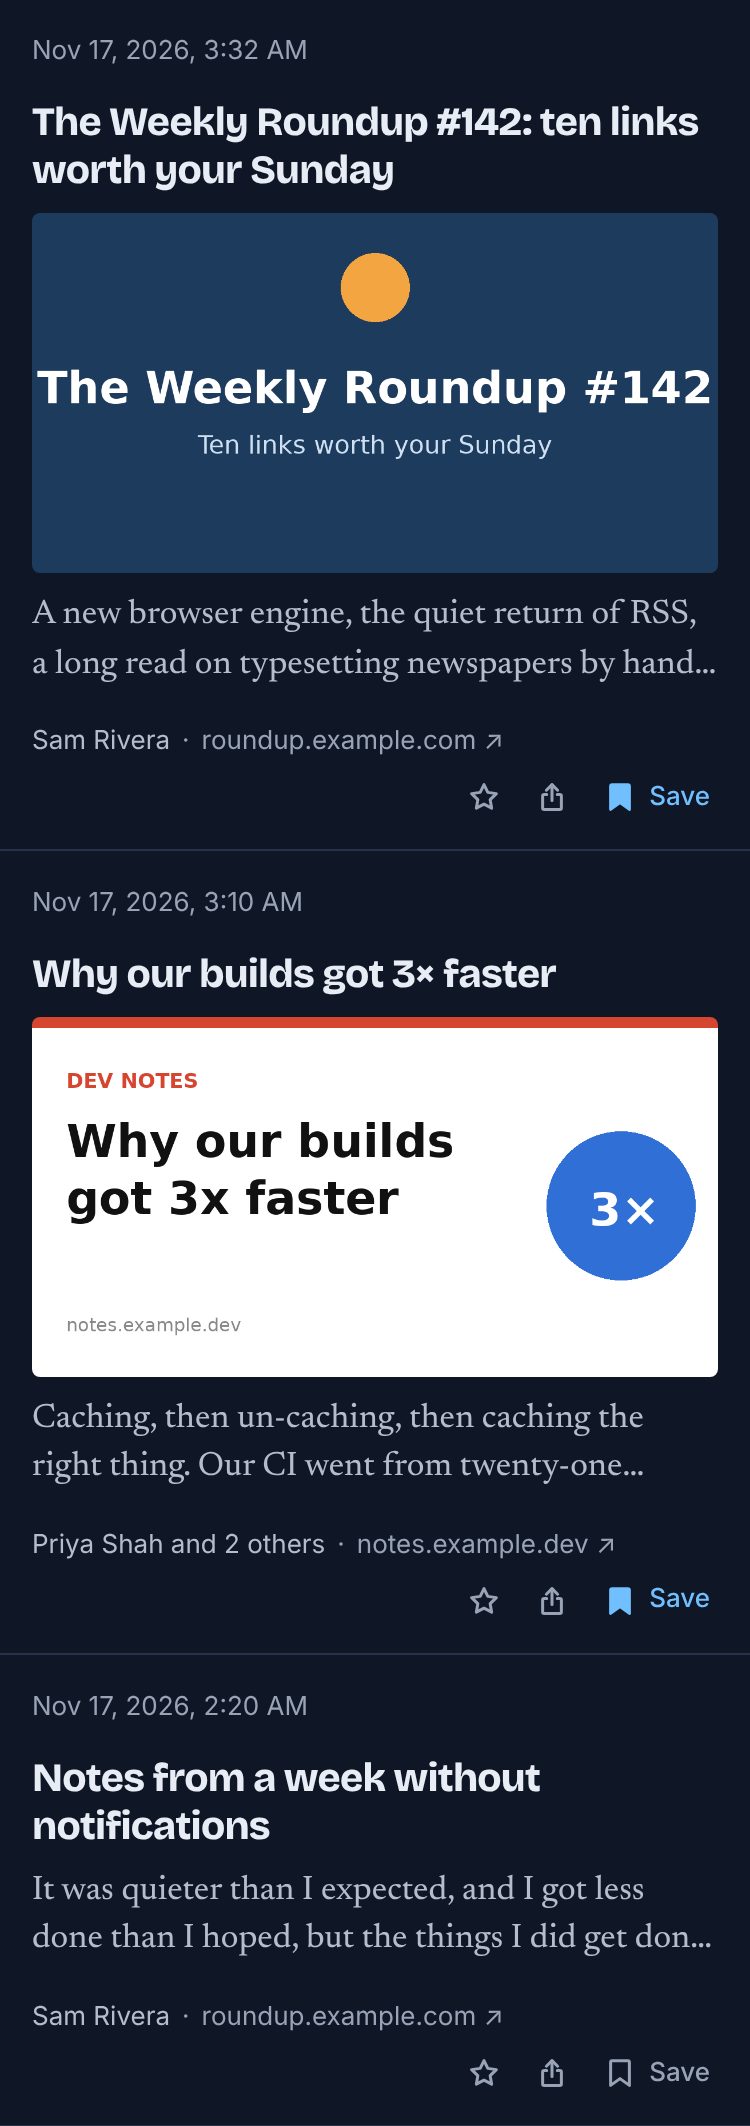 Nov 17, 2026, 3:32 AM
The Weekly Roundup #142: ten links
worth your Sunday
The Weekly Roundup #142
Ten links worth your Sunday
A new browser engine, the quiet return of RSS,
a long read on typesetting newspapers by hand...
Sam Rivera · roundup.example.com ↗
Save
Nov 17, 2026, 3:10 AM
Why our builds got 3× faster
DEV NOTES
Why our builds
got 3x faster
3×
notes.example.dev
Caching, then un-caching, then caching the
right thing. Our CI went from twenty-one...
Priya Shah and 2 others · notes.example.dev ↗
Save
Nov 17, 2026, 2:20 AM
Notes from a week without
notifications
It was quieter than I expected, and I got less
done than I hoped, but the things I did get don...
Sam Rivera · roundup.example.com ↗
Save